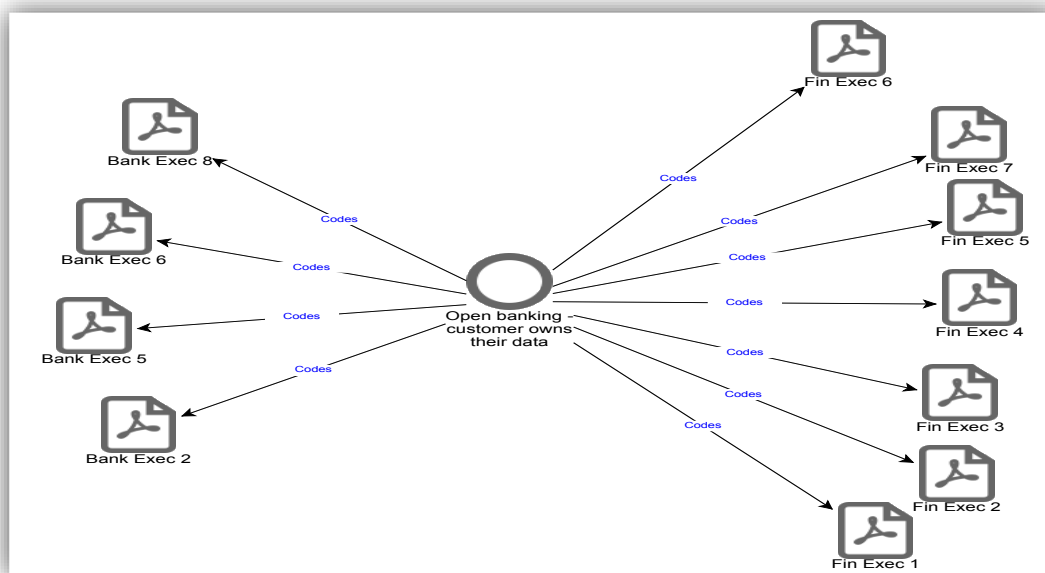 Fin Exec 6
Bank Exec 8
Fin Exec 7
Codes
Codes
Codes
Bank Exec 6
Fin Exec 5
Codes
Codes
Codes
Codes
Open banking -
customer owns
their data
Fin Exec 4
Codes
Bank Exec 5
Codes
Codes
Codes
Codes
Fin Exec 3
Bank Exec 2
Fin Exec 2
Fin Exec 1